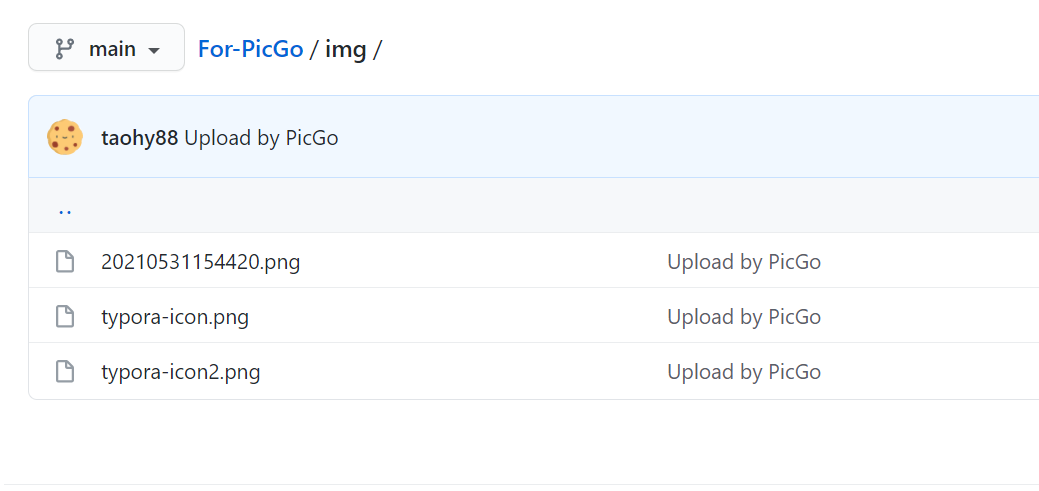 main For-PicGo / img /
taohy88 Upload by PicGo
..
20210531154420.png Upload by PicGo
typora-icon.png Upload by PicGo
typora-icon2.png Upload by PicGo